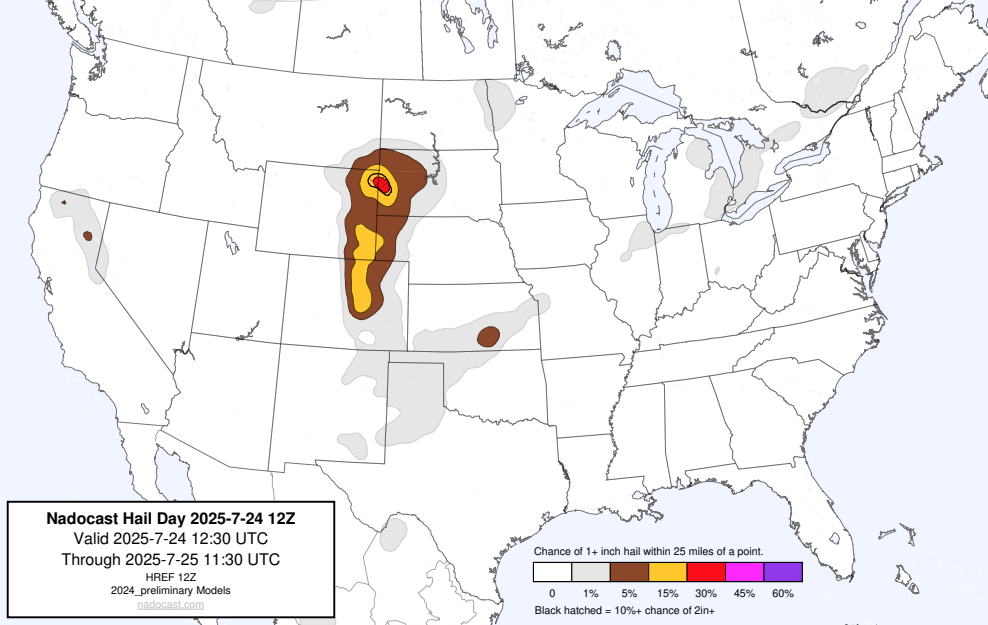 Nadocast Hail Day 2025-7-24 12Z
Valid 2025-7-24 12:30 UTC
Through 2025-7-25 11:30 UTC
HREF 12Z
2024_preliminary Models
nadocast.com
Chance of 1+ inch hail within 25 miles of a point.
0 1% 5% 15% 30% 45% 60%
Black hatched = 10%+ chance of 2in+